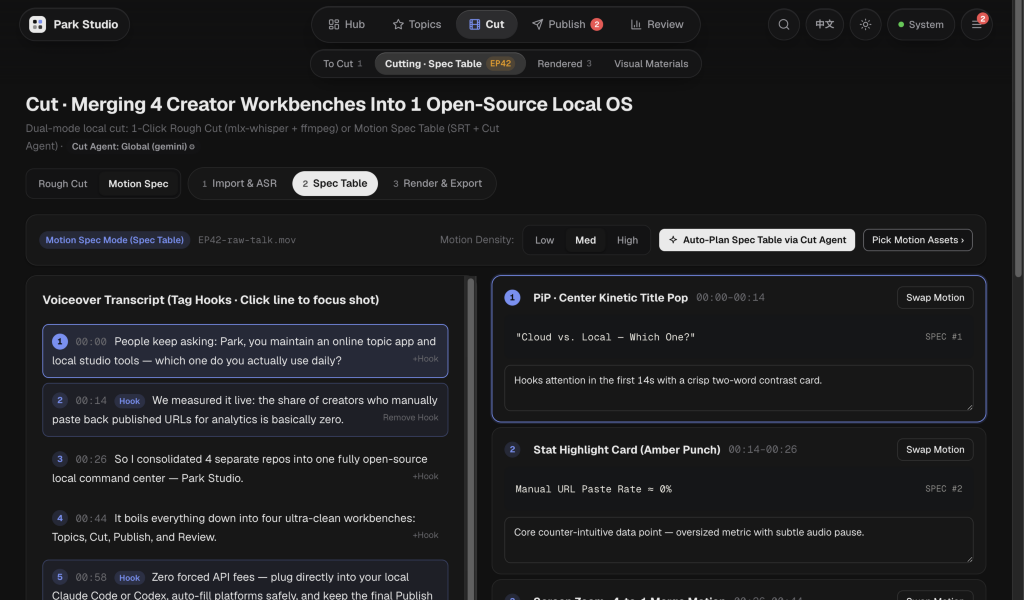 Park Studio
Hub
Topics
Cut
Publish 2
Review
中文
System
2
To Cut 1
Cutting · Spec Table EP42
Rendered 3
Visual Materials
Cut · Merging 4 Creator Workbenches Into 1 Open-Source Local OS
Dual-mode local cut: 1-Click Rough Cut (mlx-whisper + ffmpeg) or Motion Spec Table (SRT + Cut
Agent) · Cut Agent: Global (gemini)
Rough Cut
Motion Spec
1 Import & ASR
2 Spec Table
3 Render & Export
Motion Spec Mode (Spec Table)
EP42-raw-talk.mov
Motion Density:
Low
Med
High
Auto-Plan Spec Table via Cut Agent
Pick Motion Assets ›
Voiceover Transcript (Tag Hooks · Click line to focus shot)
1 00:00 People keep asking: Park, you maintain an online topic app and
local studio tools — which one do you actually use daily?
+Hook
2 00:14 Hook We measured it live: the share of creators who manually
paste back published URLs for analytics is basically zero.
Remove Hook
3 00:26 So I consolidated 4 separate repos into one fully open-source
local command center — Park Studio.
+Hook
4 00:44 It boils everything down into four ultra-clean workbenches:
Topics, Cut, Publish, and Review.
+Hook
5 00:58 Hook Zero forced API fees — plug directly into your local
Claude Code or Codex, auto-fill platforms safely, and keep the final Publish
1 PiP · Center Kinetic Title Pop 00:00–00:14
Swap Motion
"Cloud vs. Local — Which One?"
SPEC #1
Hooks attention in the first 14s with a crisp two-word contrast card.
2 Stat Highlight Card (Amber Punch) 00:14–00:26
Swap Motion
Manual URL Paste Rate ≈ 0%
SPEC #2
Core counter-intuitive data point — oversized metric with subtle audio pause.
3 Screen Zoom · 4-to-1 Merge Motion 00:26–00:44
Swap Motion